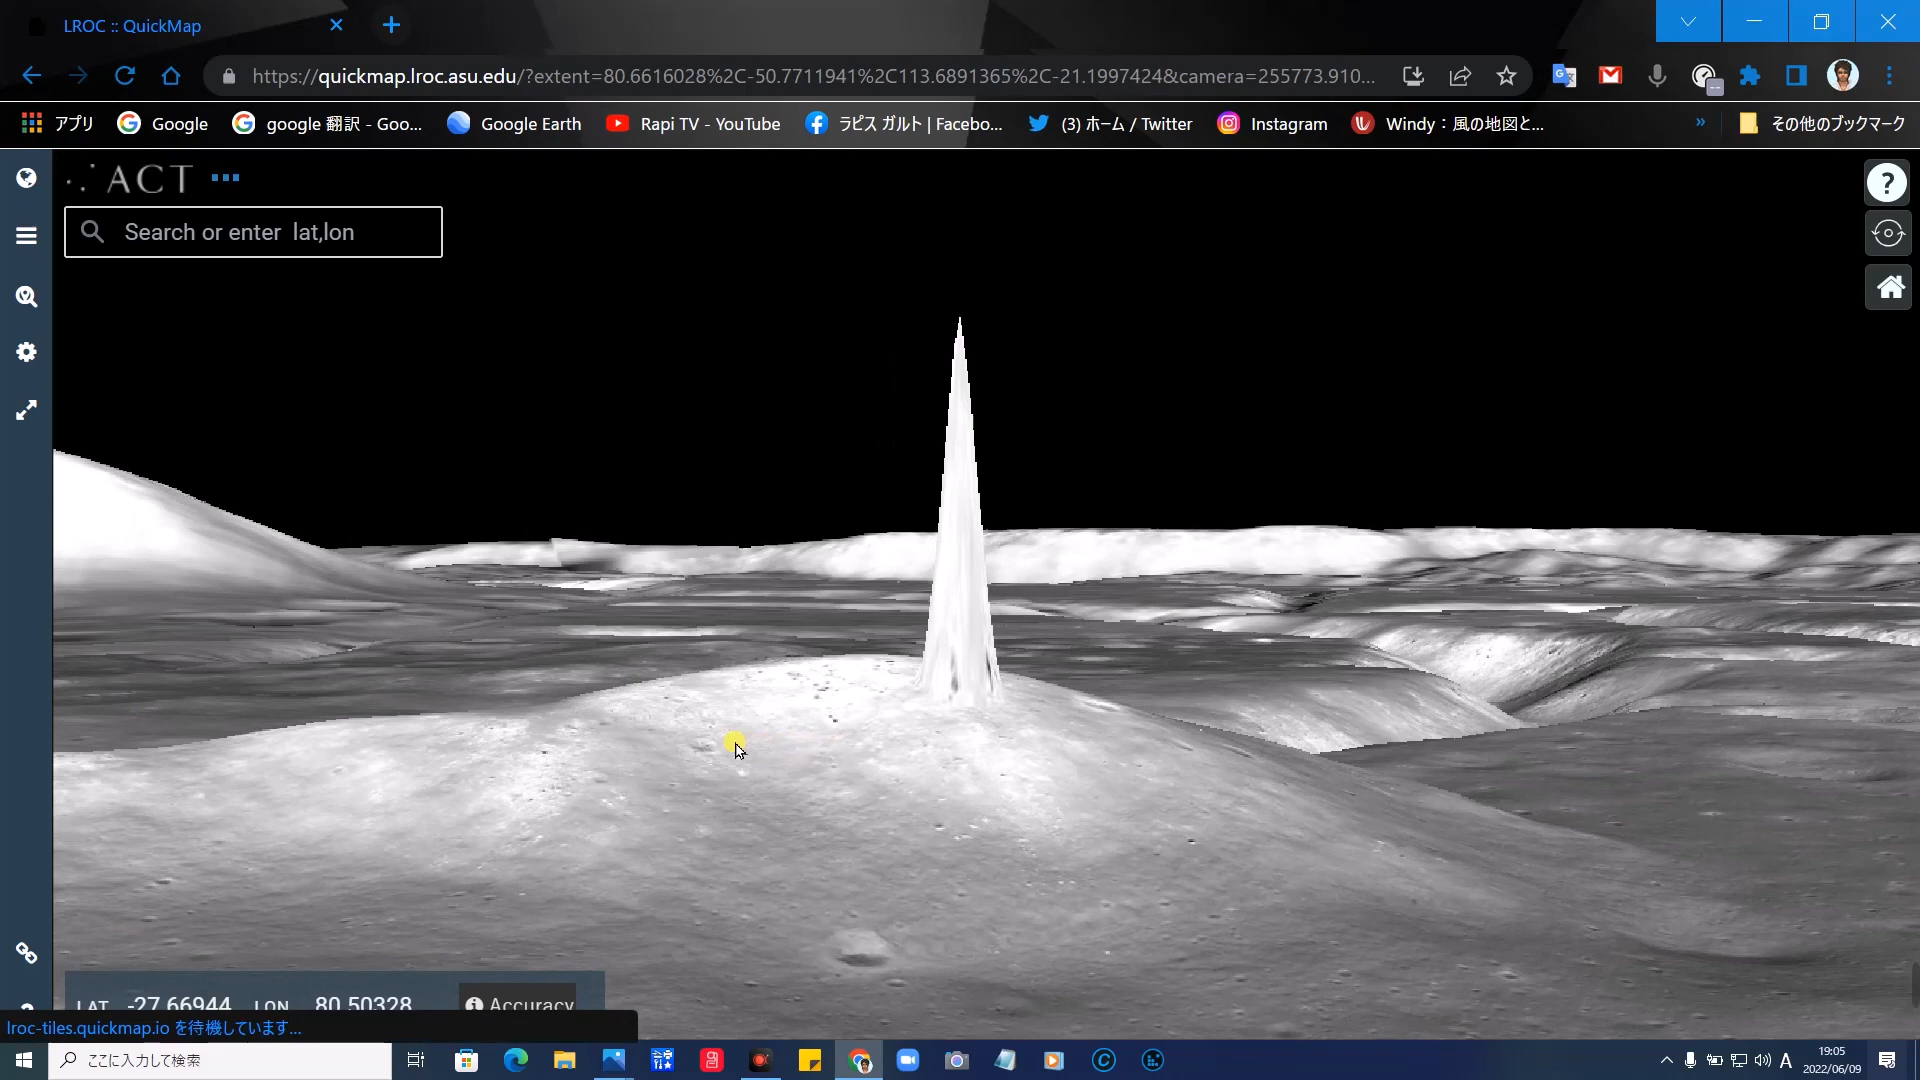 LROC :: QuickMap
https://quickmap.lroc.asu.edu/?extent=80.6616028%2C-50.7711941%2C113.6891365%2C-21.1997424&camera=255773.910...
アプリ
Google
google 翻訳 - Goo...
Google Earth
Rapi TV - YouTube
ラピス ガルト | Facebo...
(3) ホーム / Twitter
Instagram
Windy：風の地図と...
»
その他のブックマーク
ACT
Search or enter lat,lon
?
LAT -27.66944 LON 80.50328
Accuracy
lroc-tiles.quickmap.io を待機しています...
ここに入力して検索
A
19:05
2022/06/09